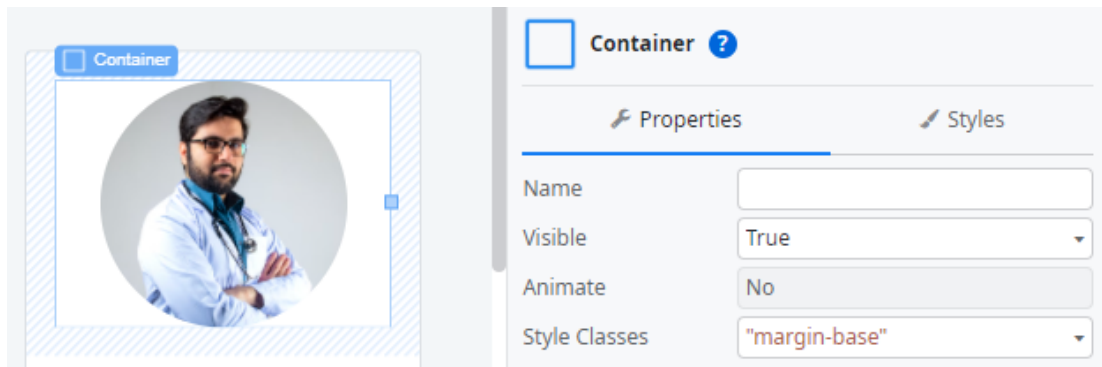 Container
Container ?
Properties Styles
Name
Visible True
Animate No
Style Classes "margin-base"